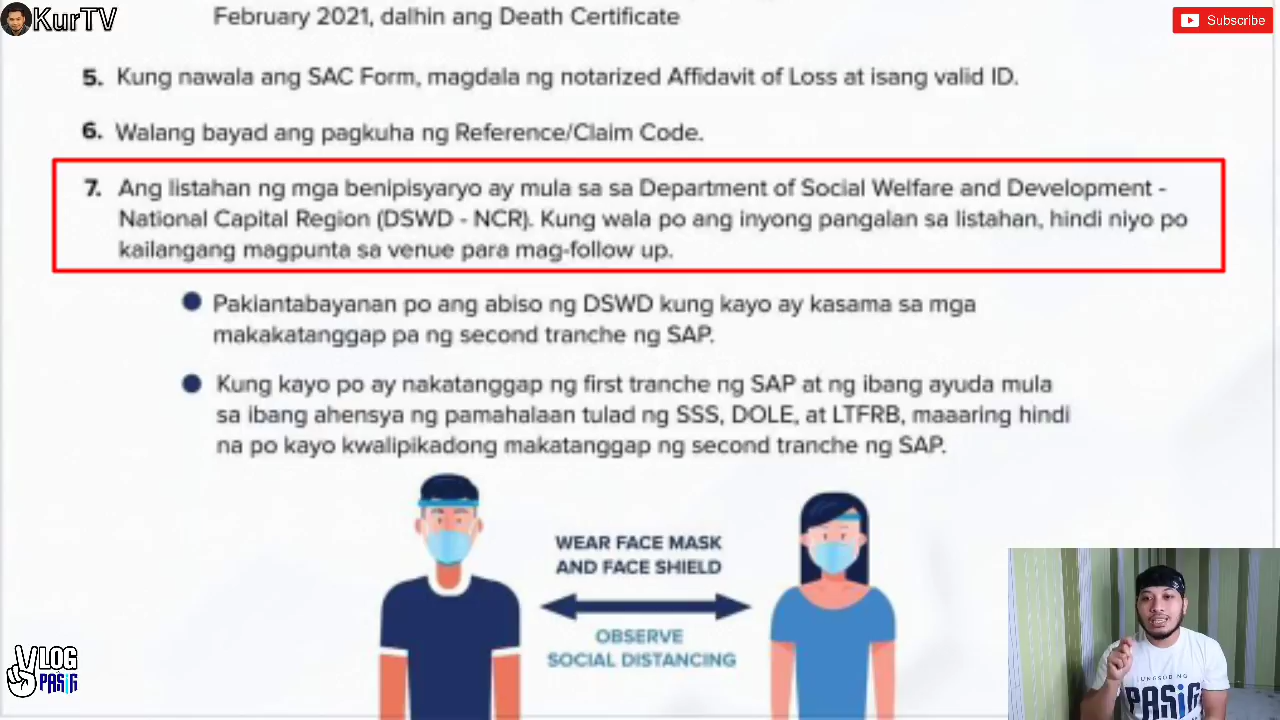 KurTV
Subscribe
February 2021, dalhin ang Death Certificate
5. Kung nawala ang SAC Form, magdala ng notarized Affidavit of Loss at isang valid ID.
6. Walang bayad ang pagkuha ng Reference/Claim Code.
7. Ang listahan ng mga benipisyaryo ay mula sa sa Department of Social Welfare and Development -
National Capital Region (DSWD - NCR). Kung wala po ang inyong pangalan sa listahan, hindi niyo po
kailangang magpunta sa venue para mag-follow up.
Pakiantabayanan po ang abiso ng DSWD kung kayo ay kasama sa mga
makakatanggap pa ng second tranche ng SAP.
Kung kayo po ay nakatanggap ng first tranche ng SAP at ng ibang ayuda mula
sa ibang ahensya ng pamahalaan tulad ng SSS, DOLE, at LTFRB, maaaring hindi
na po kayo kwalipikadong makatanggap ng second tranche ng SAP.
WEAR FACE MASK
AND FACE SHIELD
OBSERVE
SOCIAL DISTANCING
VLOG
PASIG
UNGSOD NG
PASIG